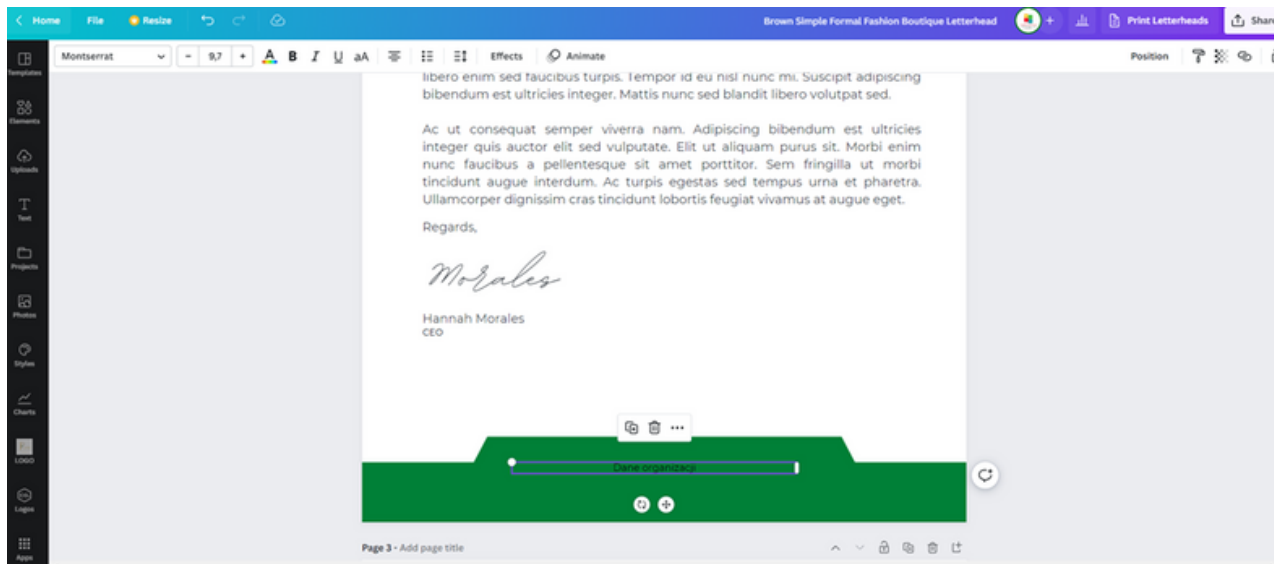 Home File Resize Brown Simple Formal Fashion Boutique Letterhead + Print Letterheads Share
Montserrat - 9,7 + A B I U aA Effects Animate Position
Templates
Elements
Uploads
Text
Projects
Photos
Styles
Charts
LOGO
Logos
Apps
libero enim sed faucibus turpis. Tempor id eu nisl nunc mi. Suscipit adipiscing
bibendum est ultricies integer. Mattis nunc sed blandit libero volutpat sed.
Ac ut consequat semper viverra nam. Adipiscing bibendum est ultricies
integer quis auctor elit sed vulputate. Elit ut aliquam purus sit. Morbi enim
nunc faucibus a pellentesque sit amet porttitor. Sem fringilla ut morbi
tincidunt augue interdum. Ac turpis egestas sed tempus urna et pharetra.
Ullamcorper dignissim cras tincidunt lobortis feugiat vivamus at augue eget.
Regards,
Morales
Hannah Morales
CEO
Dane organizacji
Page 3 - Add page title